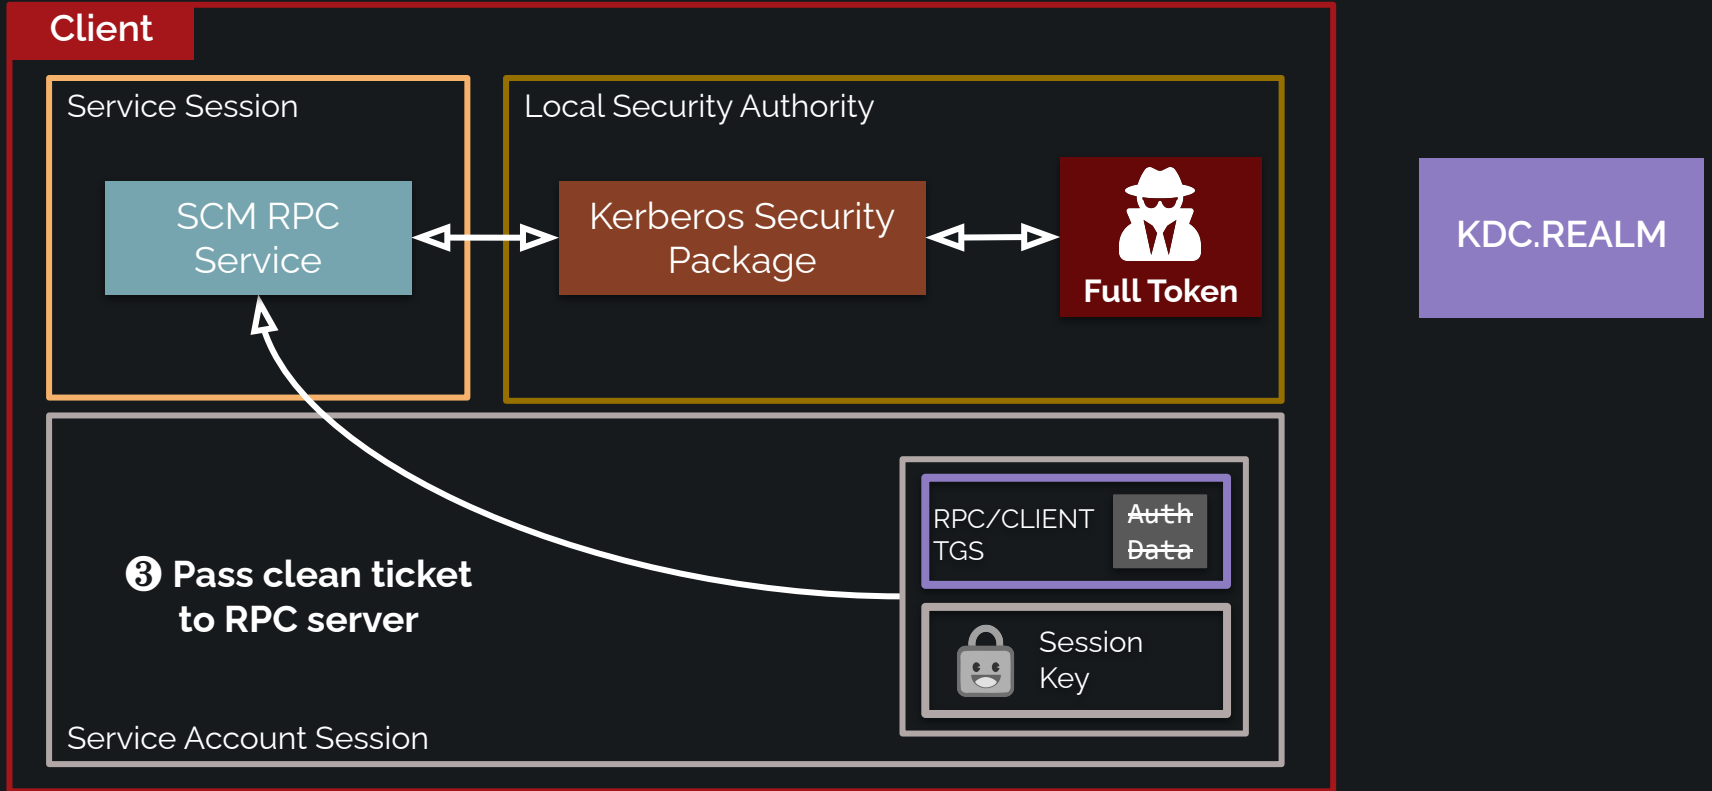 Client
Service Session
SCM RPC
Service
Local Security Authority
Kerberos Security
Package
Full Token
KDC.REALM
❸ Pass clean ticket
to RPC server
RPC/CLIENT
TGS
Auth
Data
Session
Key
Service Account Session